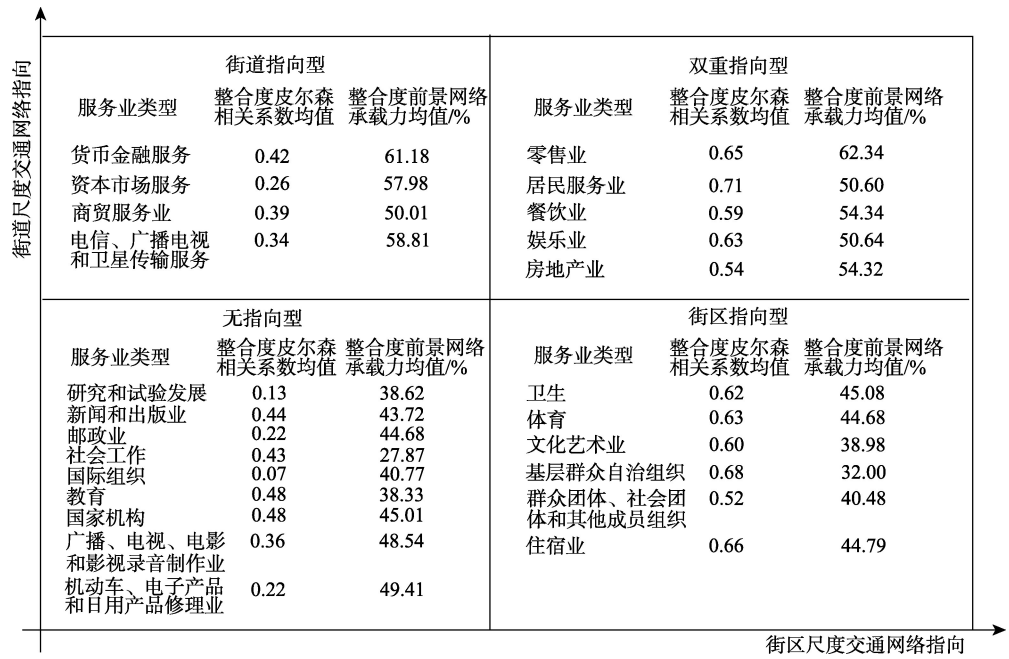 街道尺度交通网络指向
街道指向型
服务业类型 整合度皮尔森 整合度前景网络
相关系数均值 承载力均值/%
货币金融服务 0.42 61.18
资本市场服务 0.26 57.98
商贸服务业 0.39 50.01
电信、广播电视 0.34 58.81
和卫星传输服务
双重指向型
服务业类型 整合度皮尔森 整合度前景网络
相关系数均值 承载力均值/%
零售业 0.65 62.34
居民服务业 0.71 50.60
餐饮业 0.59 54.34
娱乐业 0.63 50.64
房地产业 0.54 54.32
无指向型
服务业类型 整合度皮尔森 整合度前景网络
相关系数均值 承载力均值/%
研究和试验发展 0.13 38.62
新闻和出版业 0.44 43.72
邮政业 0.22 44.68
社会工作 0.43 27.87
国际组织 0.07 40.77
教育 0.48 38.33
国家机构 0.48 45.01
广播、电视、电影 0.36 48.54
和影视录音制作业
机动车、电子产品 0.22 49.41
和日用产品修理业
街区指向型
服务业类型 整合度皮尔森 整合度前景网络
相关系数均值 承载力均值/%
卫生 0.62 45.08
体育 0.63 44.68
文化艺术业 0.60 38.98
基层群众自治组织 0.68 32.00
群众团体、社会团 0.52 40.48
体和其他成员组织
住宿业 0.66 44.79
街区尺度交通网络指向